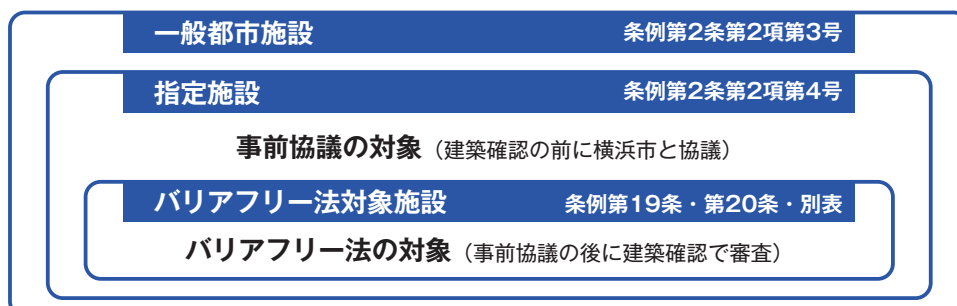 一般都市施設 条例第2条第2項第3号
指定施設 条例第2条第2項第4号
事前協議の対象（建築確認の前に横浜市と協議）
バリアフリー法対象施設 条例第19条・第20条・別表
バリアフリー法の対象（事前協議の後に建築確認で審査）